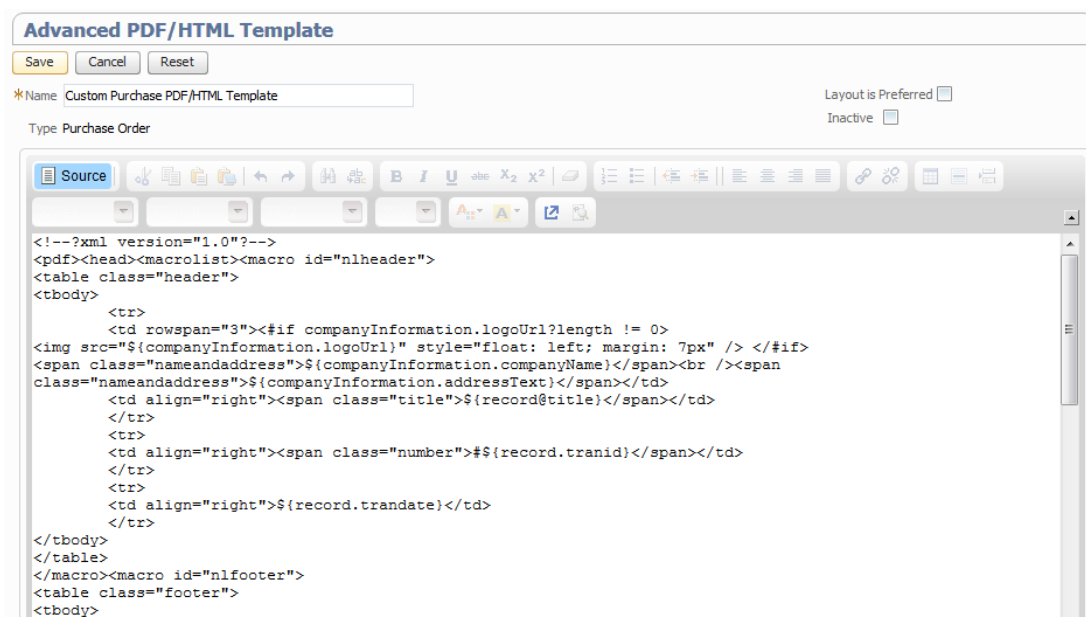 Advanced PDF/HTML Template
Save Cancel Reset
*Name Custom Purchase PDF/HTML Template Layout is Preferred
Type Purchase Order Inactive
Source B I U abc X2 x2
A A
<!--?xml version="1.0"?-->
<pdf><head><macrolist><macro id="nlheader">
<table class="header">
<tbody>
<tr>
<td rowspan="3"><#if companyInformation.logoUrl?length != 0>
<img src="${companyInformation.logoUrl}" style="float: left; margin: 7px" /> </#if>
<span class="nameandaddress">${companyInformation.companyName}</span><br /><span
class="nameandaddress">${companyInformation.addressText}</span></td>
<td align="right"><span class="title">${record@title}</span></td>
</tr>
<tr>
<td align="right"><span class="number">#${record.tranid}</span></td>
</tr>
<tr>
<td align="right">${record.trandate}</td>
</tr>
</tbody>
</table>
</macro><macro id="nlfooter">
<table class="footer">
<tbody>